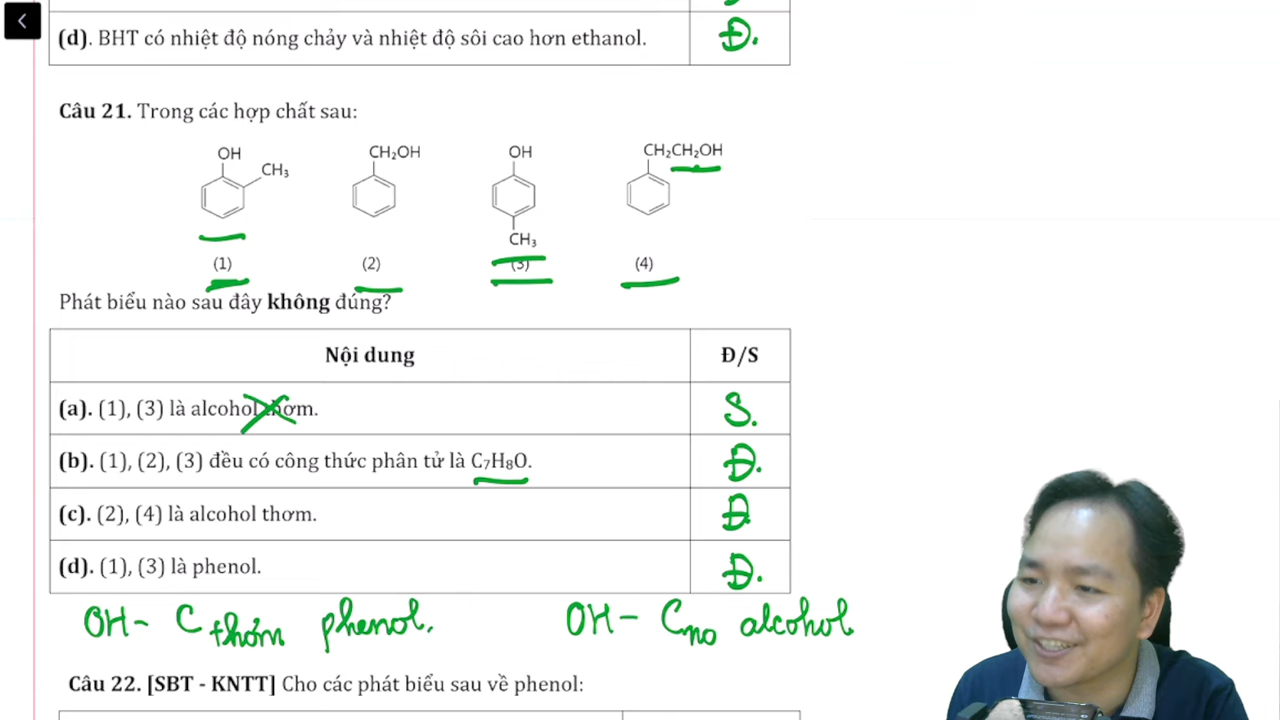 (d). BHT có nhiệt độ nóng chảy và nhiệt độ sôi cao hơn ethanol. Đ.
Câu 21. Trong các hợp chất sau:
OH CH₃ CH₂OH OH CH₃ CH₂CH₂OH
(1) (2) (3) (4)
Phát biểu nào sau đây không đúng?
Nội dung Đ/S
(a). (1), (3) là alcohol thơm. S.
(b). (1), (2), (3) đều có công thức phân tử là C₇H₈O. Đ.
(c). (2), (4) là alcohol thơm. Đ
(d). (1), (3) là phenol. Đ.
OH- C thơm phenol. OH- C no alcohol
Câu 22. [SBT - KNTT] Cho các phát biểu sau về phenol: